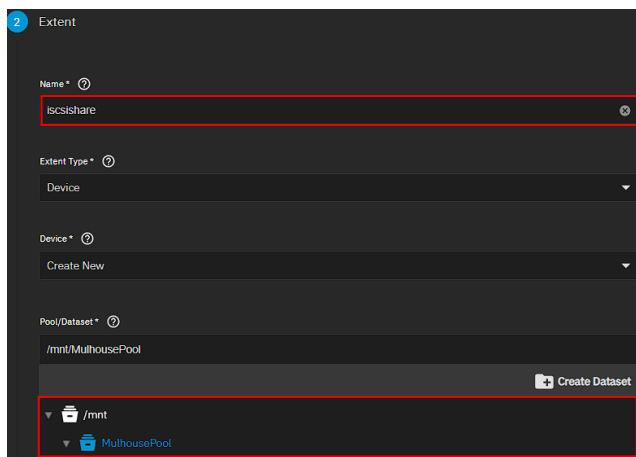 2 Extent
Name *
iscsishare
Extent Type *
Device
Device *
Create New
Pool/Dataset *
/mnt/MulhousePool
Create Dataset
/mnt
MulhousePool